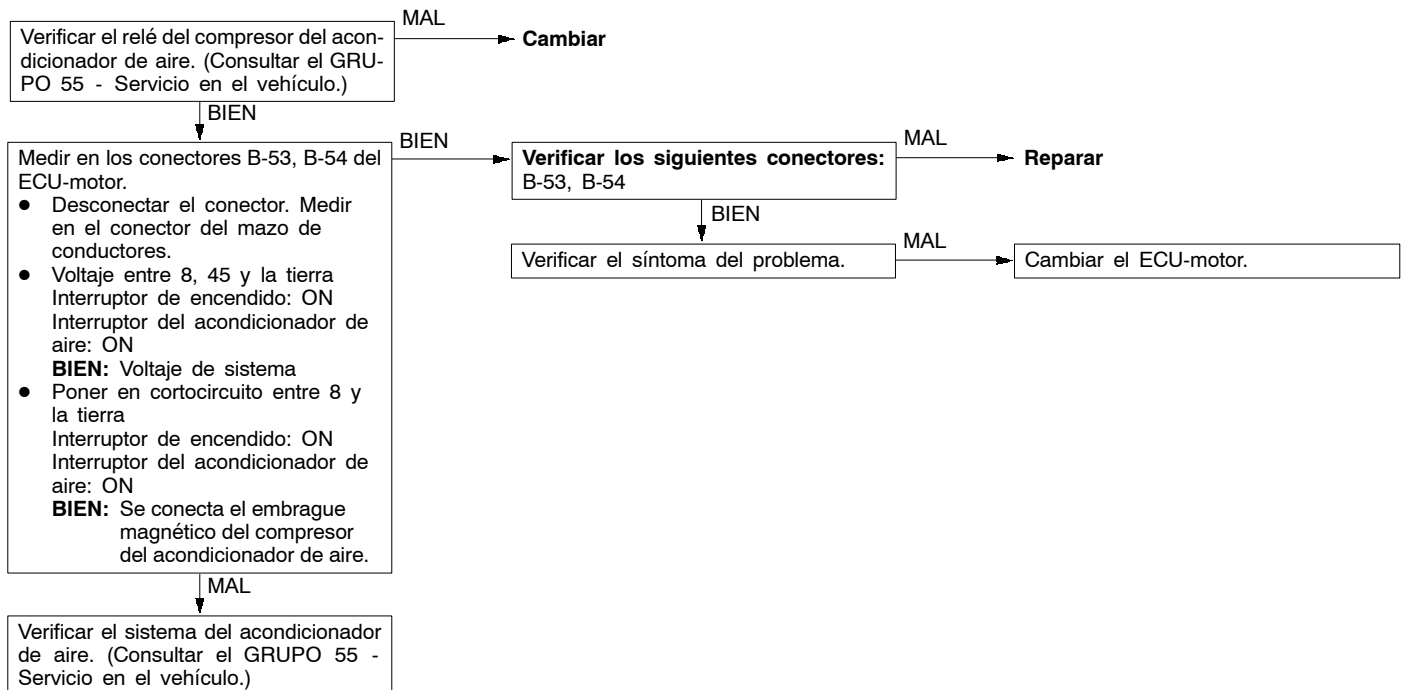 Verificar el relé del compresor del acon-
dicionador de aire. (Consultar el GRU-
PO 55 - Servicio en el vehículo.)
MAL
Cambiar
BIEN
Medir en los conectores B-53, B-54 del
ECU-motor.
● Desconectar el conector. Medir
en el conector del mazo de
conductores.
● Voltaje entre 8, 45 y la tierra
Interruptor de encendido: ON
Interruptor del acondicionador de
aire: ON
BIEN: Voltaje de sistema
● Poner en cortocircuito entre 8 y
la tierra
Interruptor de encendido: ON
Interruptor del acondicionador de
aire: ON
BIEN: Se conecta el embrague
magnético del compresor
del acondicionador de aire.
BIEN
Verificar los siguientes conectores:
B-53, B-54
MAL
Reparar
BIEN
Verificar el síntoma del problema.
MAL
Cambiar el ECU-motor.
MAL
Verificar el sistema del acondicionador
de aire. (Consultar el GRUPO 55 -
Servicio en el vehículo.)